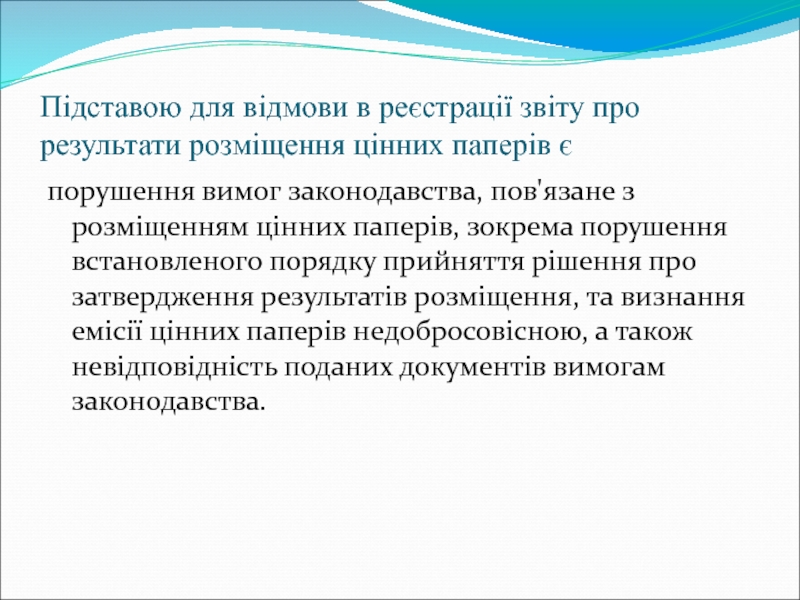 Підставою для відмови в реєстрації звіту про
результати розміщення цінних паперів є
порушення вимог законодавства, пов'язане з
розміщенням цінних паперів, зокрема порушення
встановленого порядку прийняття рішення про
затвердження результатів розміщення, та визнання
емісії цінних паперів недобросовісною, а також
невідповідність поданих документів вимогам
законодавства.